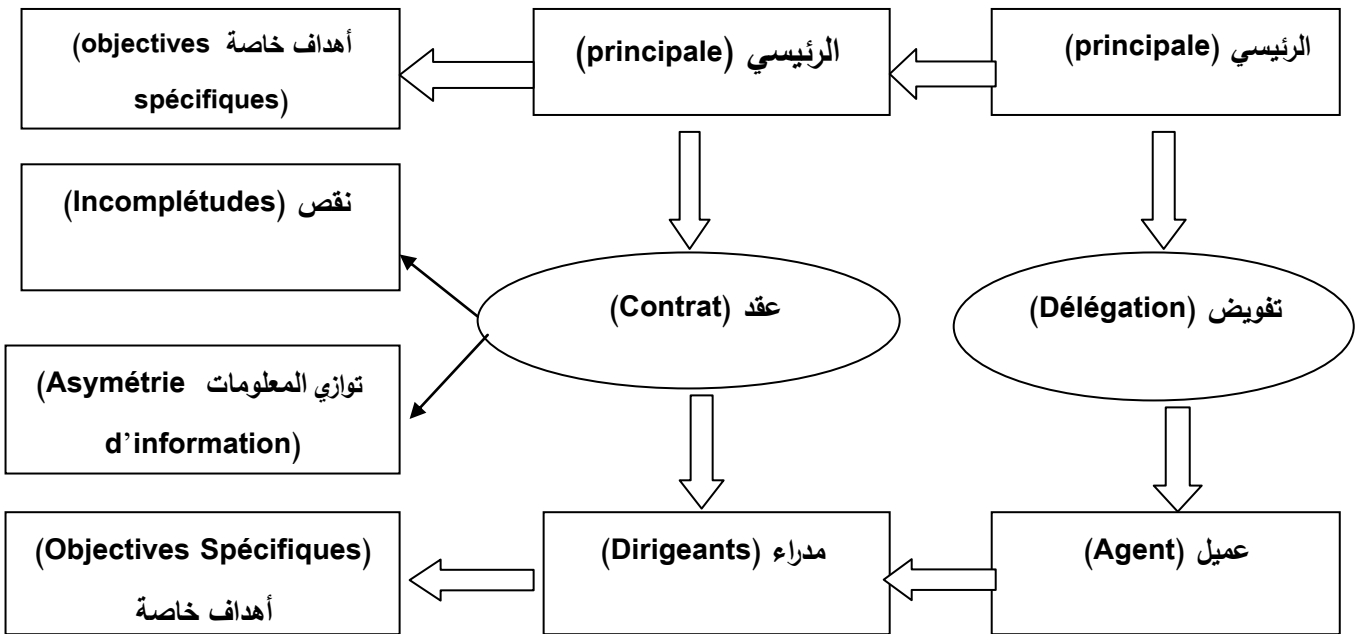 الرئيسي (principale)
الرئيسي (principale)
أهداف خاصة (objectives
spécifiques)
نقص (Incomplétudes)
تفويض (Délégation)
عقد (Contrat)
توازي المعلومات (Asymétrie
d’information)
عميل (Agent)
مدراء (Dirigeants)
(Objectives Spécifiques)
أهداف خاصة